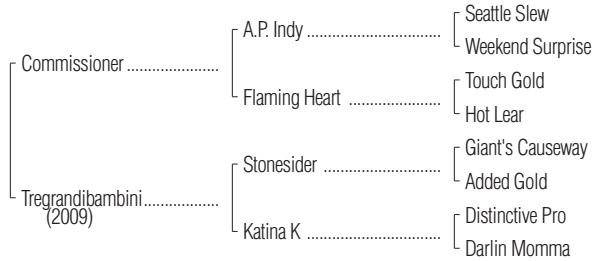 Seattle Slew
A.P. Indy ..............................
Weekend Surprise
Commissioner .....................
Touch Gold
Flaming Heart .....................
Hot Lear
Giant's Causeway
Stonesider ...........................
Added Gold
Tregrandibambini.................
(2009)
Distinctive Pro
Katina K ..............................
Darlin Momma